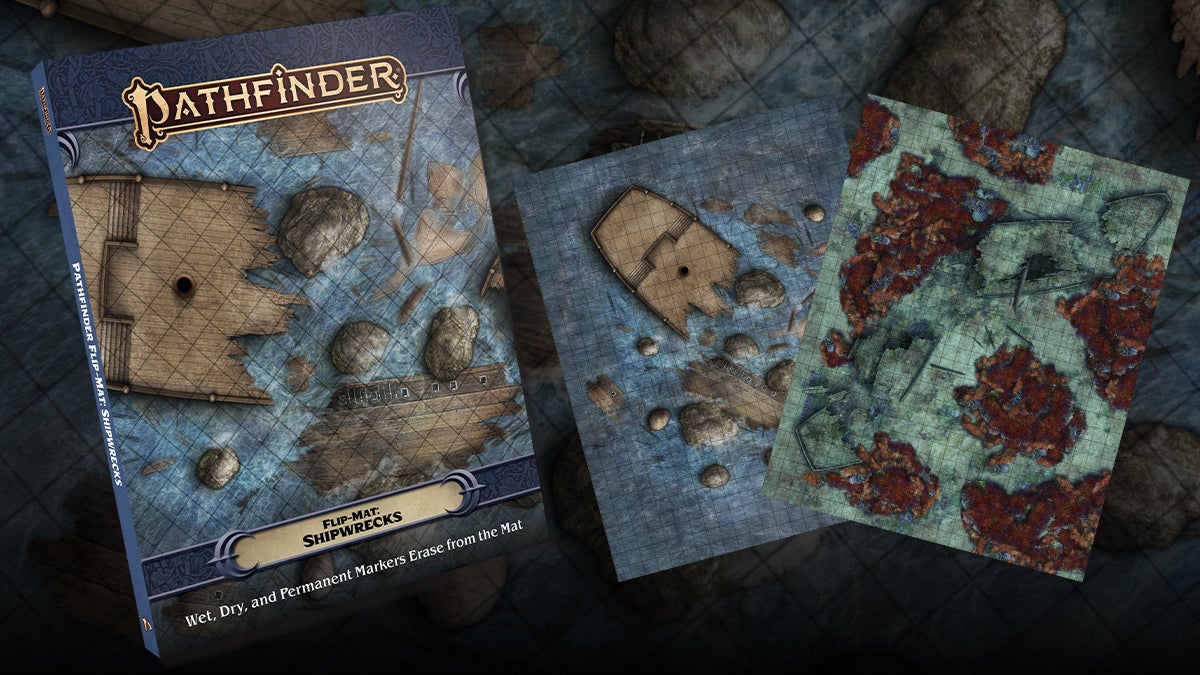 PATHFINDER
FLIP-MAT:
SHIPWRECKS
Wet, Dry, and Permanent Markers Erase from the Mat
PATHFINDER FLIP-MAT: SHIPWRECKS